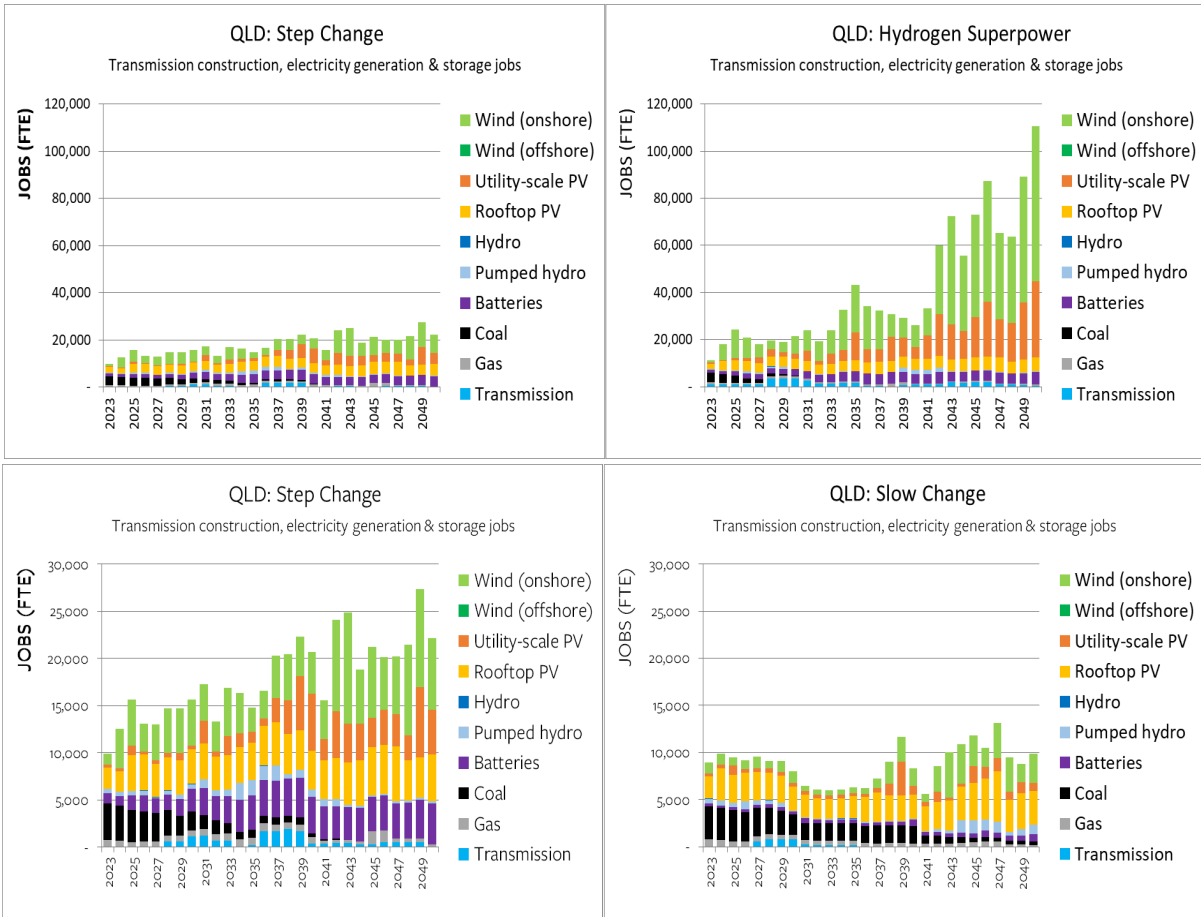 QLD: Step Change
Transmission construction, electricity generation & storage jobs
JOBS (FTE)
120,000
100,000
80,000
60,000
40,000
20,000
-
2023
2025
2027
2029
2031
2033
2035
2037
2039
2041
2043
2045
2047
2049
Wind (onshore)
Wind (offshore)
Utility-scale PV
Rooftop PV
Hydro
Pumped hydro
Batteries
Coal
Gas
Transmission
QLD: Hydrogen Superpower
Transmission construction, electricity generation & storage jobs
JOBS (FTE)
120,000
100,000
80,000
60,000
40,000
20,000
-
2023
2025
2027
2029
2031
2033
2035
2037
2039
2041
2043
2045
2047
2049
Wind (onshore)
Wind (offshore)
Utility-scale PV
Rooftop PV
Hydro
Pumped hydro
Batteries
Coal
Gas
Transmission
QLD: Step Change
Transmission construction, electricity generation & storage jobs
JOBS (FTE)
30,000
25,000
20,000
15,000
10,000
5,000
-
2023
2025
2027
2029
2031
2033
2035
2037
2039
2041
2043
2045
2047
2049
Wind (onshore)
Wind (offshore)
Utility-scale PV
Rooftop PV
Hydro
Pumped hydro
Batteries
Coal
Gas
Transmission
QLD: Slow Change
Transmission construction, electricity generation & storage jobs
JOBS (FTE)
30,000
25,000
20,000
15,000
10,000
5,000
-
2023
2025
2027
2029
2031
2033
2035
2037
2039
2041
2043
2045
2047
2049
Wind (onshore)
Wind (offshore)
Utility-scale PV
Rooftop PV
Hydro
Pumped hydro
Batteries
Coal
Gas
Transmission